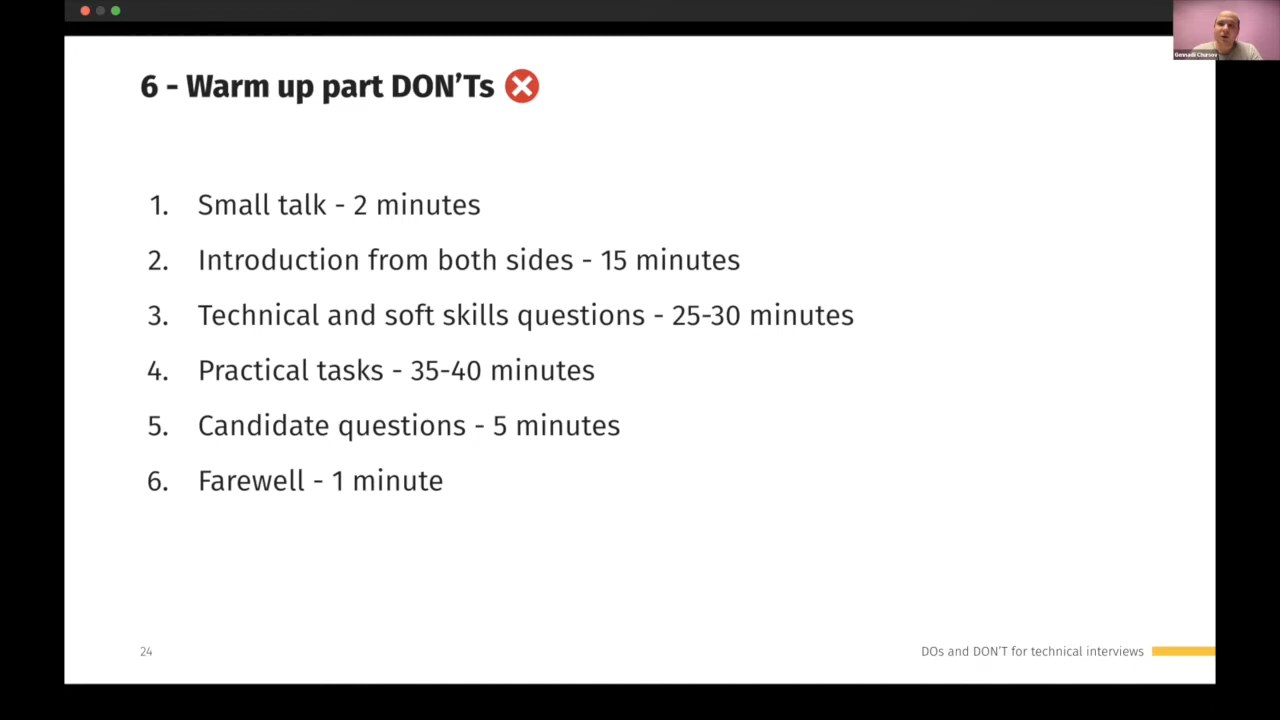 6 - Warm up part DON'Ts
1. Small talk - 2 minutes
2. Introduction from both sides - 15 minutes
3. Technical and soft skills questions - 25-30 minutes
4. Practical tasks - 35-40 minutes
5. Candidate questions - 5 minutes
6. Farewell - 1 minute
24
DOs and DON'T for technical interviews
Gennadii Chursov